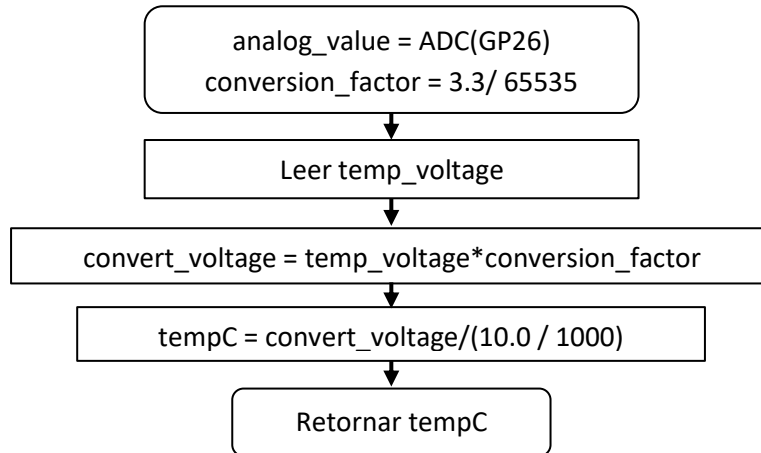 analog_value = ADC(GP26)
conversion_factor = 3.3/ 65535
Leer temp_voltage
convert_voltage = temp_voltage*conversion_factor
tempC = convert_voltage/(10.0 / 1000)
Retornar tempC